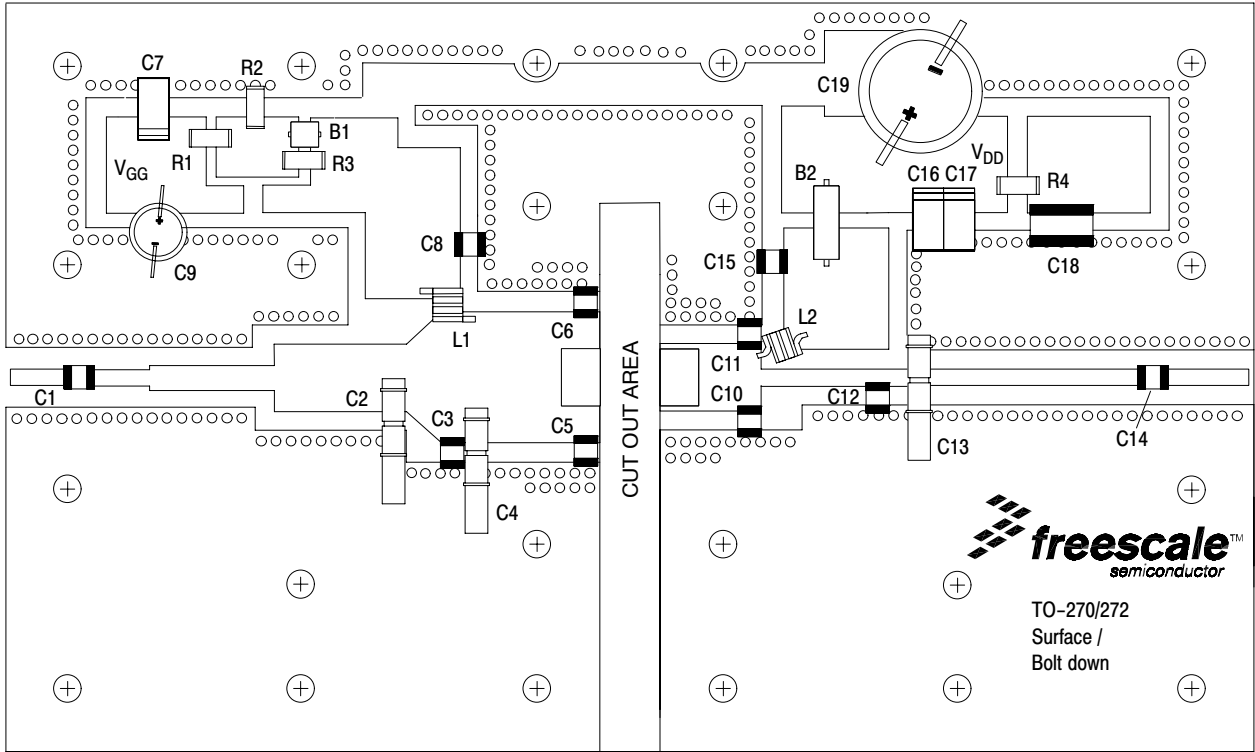 C7
R2
R1
B1
R3
VGG
C9
C8
L1
C6
C1
C2
C3
C5
C4
CUT OUT AREA
C19
VDD
B2
C16 C17
R4
C15
C18
L2
C11
C10
C12
C13
C14
freescale™
semiconductor
TO-270/272
Surface /
Bolt down